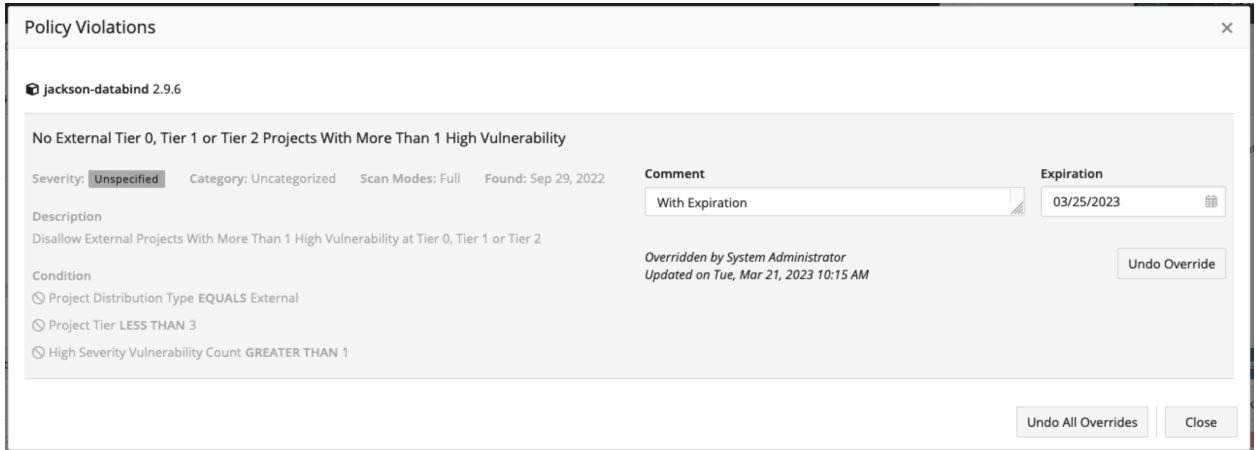 Policy Violations
jackson-databind 2.9.6
No External Tier 0, Tier 1 or Tier 2 Projects With More Than 1 High Vulnerability
Severity: Unspecified Category: Uncategorized Scan Modes: Full Found: Sep 29, 2022
Description
Disallow External Projects With More Than 1 High Vulnerability at Tier 0, Tier 1 or Tier 2
Condition
Project Distribution Type EQUALS External
Project Tier LESS THAN 3
High Severity Vulnerability Count GREATER THAN 1
Comment
With Expiration
Expiration
03/25/2023
Overridden by System Administrator
Updated on Tue, Mar 21, 2023 10:15 AM
Undo Override
Undo All Overrides
Close